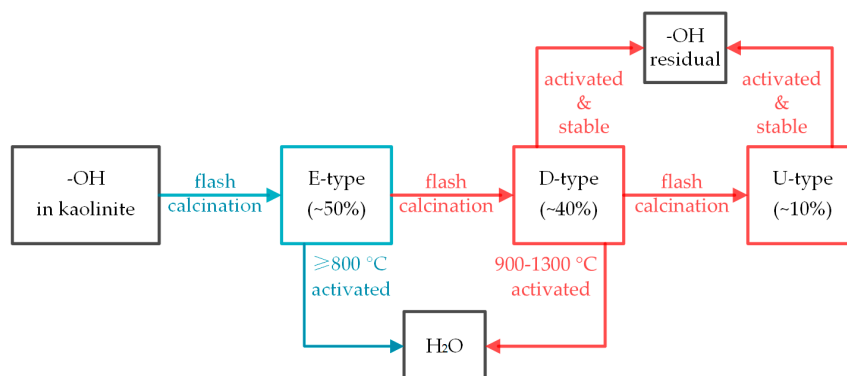 -OH
residual
activated
&
stable
activated
&
stable
-OH
in kaolinite
flash
calcination
E-type
(~50%)
flash
calcination
D-type
(~40%)
flash
calcination
U-type
(~10%)
≥800 °C
activated
900-1300 °C
activated
H₂O